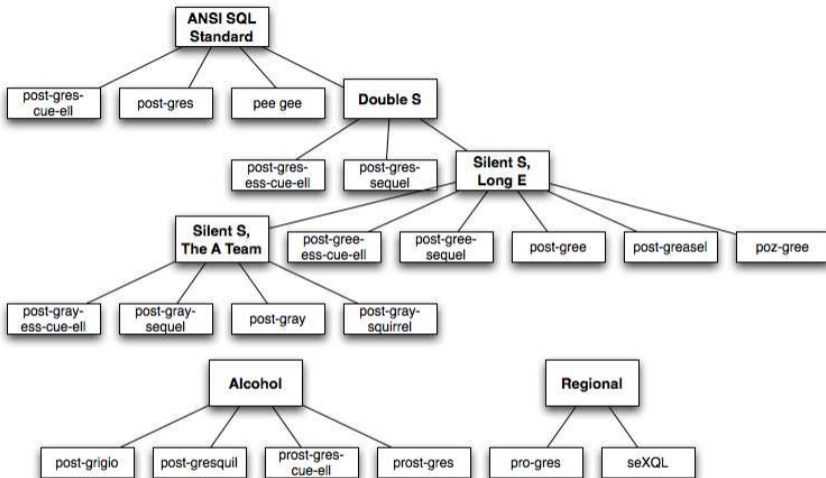 ANSI SQL
Standard
post-gres-
cue-ell
post-gres
pee gee
Double S
post-gres-
ess-cue-ell
post-gres-
sequel
Silent S,
Long E
Silent S,
The A Team
post-gree-
ess-cue-ell
post-gree-
sequel
post-gree
post-greasel
poz-gree
post-gray-
ess-cue-ell
post-gray-
sequel
post-gray
post-gray-
squirrel
Alcohol
Regional
post-grigio
post-gresquil
prost-gres-
cue-ell
prost-gres
pro-gres
seXQL